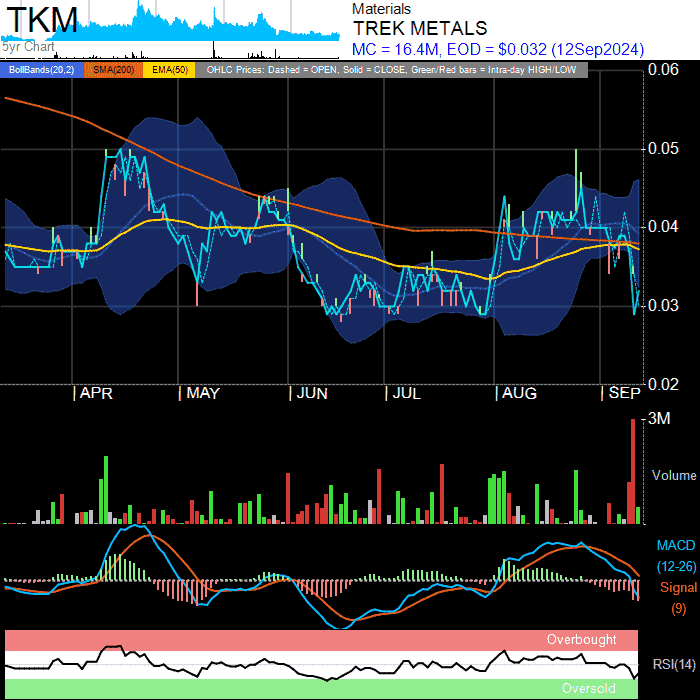 TKM
5yr Chart
Materials
TREK METALS
MC = 16.4M, EOD = $0.032 (12Sep2024)
BollBands(20,2) SMA(200) EMA(50) OHLC Prices: Dashed = OPEN, Solid = CLOSE, Green/Red bars = Intra-day HIGH/LOW
0.06
0.05
0.04
0.03
0.02
APR MAY JUN JUL AUG SEP
3M
Volume
MACD
(12-26)
Signal
(9)
Overbought
RSI(14)
Oversold